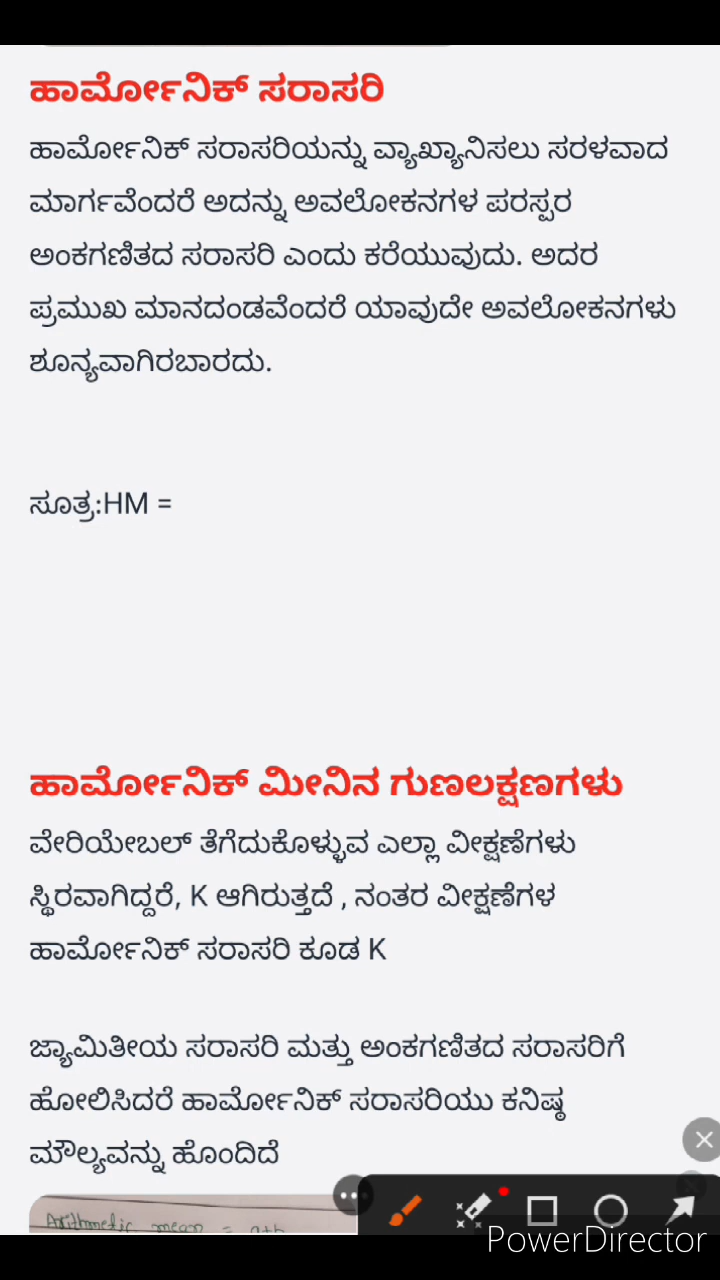 ಹಾರ್ಮೋನಿಕ್ ಸರಾಸರಿ
ಹಾರ್ಮೋನಿಕ್ ಸರಾಸರಿಯನ್ನು ವ್ಯಾಖ್ಯಾನಿಸಲು ಸರಳವಾದ
ಮಾರ್ಗವೆಂದರೆ ಅದನ್ನು ಅವಲೋಕನಗಳ ಪರಸ್ಪರ
ಅಂಕಗಣಿತದ ಸರಾಸರಿ ಎಂದು ಕರೆಯುವುದು. ಅದರ
ಪ್ರಮುಖ ಮಾನದಂಡವೆಂದರೆ ಯಾವುದೇ ಅವಲೋಕನಗಳು
ಶೂನ್ಯವಾಗಿರಬಾರದು.
ಸೂತ್ರ:HM =
ಹಾರ್ಮೋನಿಕ್ ಮೀನಿನ ಗುಣಲಕ್ಷಣಗಳು
ವೇರಿಯೇಬಲ್ ತೆಗೆದುಕೊಳ್ಳುವ ಎಲ್ಲಾ ವೀಕ್ಷಣೆಗಳು
ಸ್ಥಿರವಾಗಿದ್ದರೆ, K ಆಗಿರುತ್ತದೆ , ನಂತರ ವೀಕ್ಷಣೆಗಳ
ಹಾರ್ಮೋನಿಕ್ ಸರಾಸರಿ ಕೂಡ K
ಜ್ಯಾಮಿತೀಯ ಸರಾಸರಿ ಮತ್ತು ಅಂಕಗಣಿತದ ಸರಾಸರಿಗೆ
ಹೋಲಿಸಿದರೆ ಹಾರ್ಮೋನಿಕ್ ಸರಾಸರಿಯು ಕನಿಷ್ಠ
ಮೌಲ್ಯವನ್ನು ಹೊಂದಿದೆ
Arithmetic mean =
PowerDirector